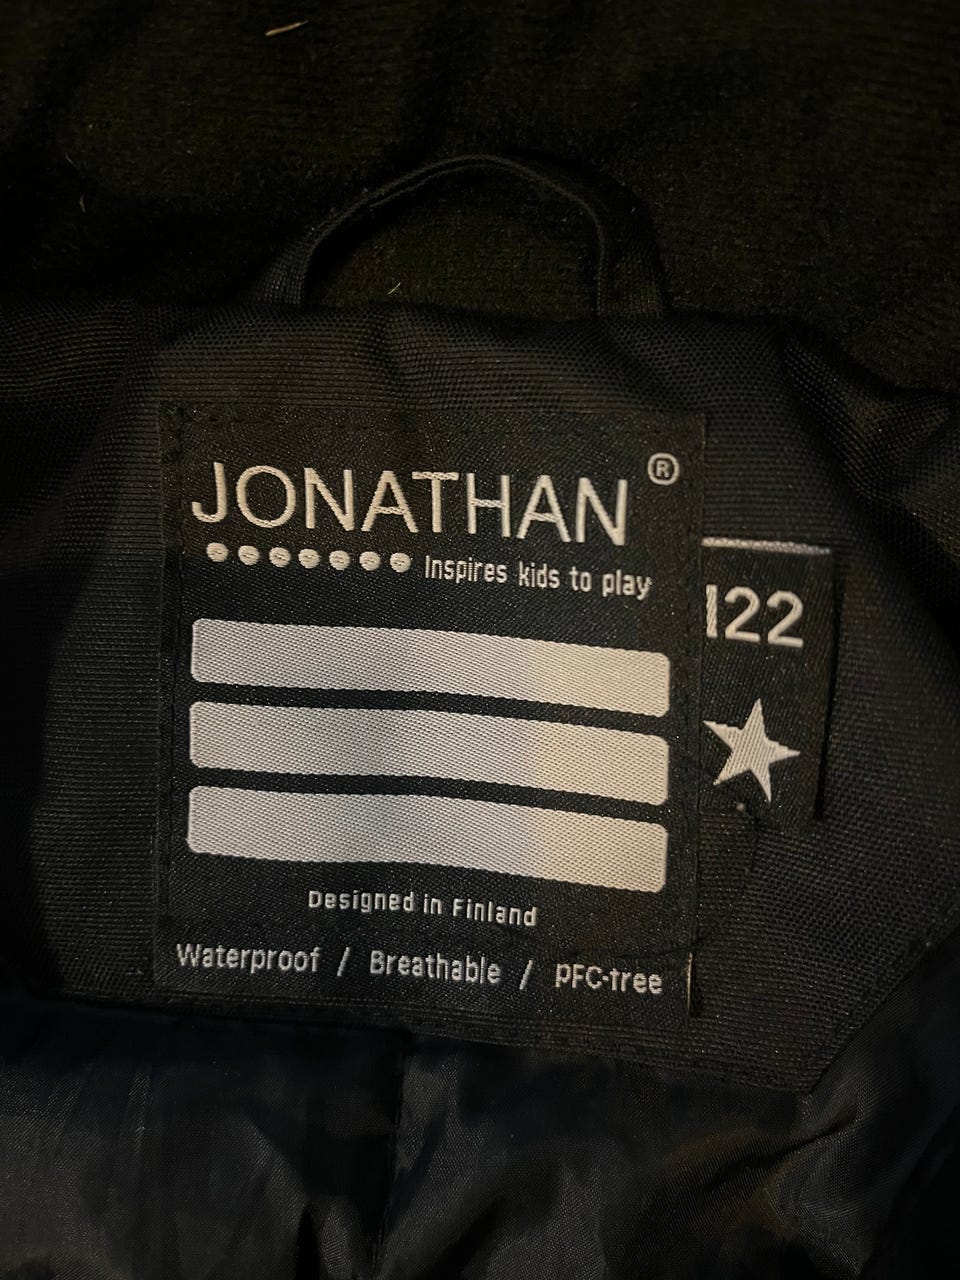 JONATHAN ®
Inspires kids to play
122
Designed in Finland
Waterproof / Breathable / PFC-free